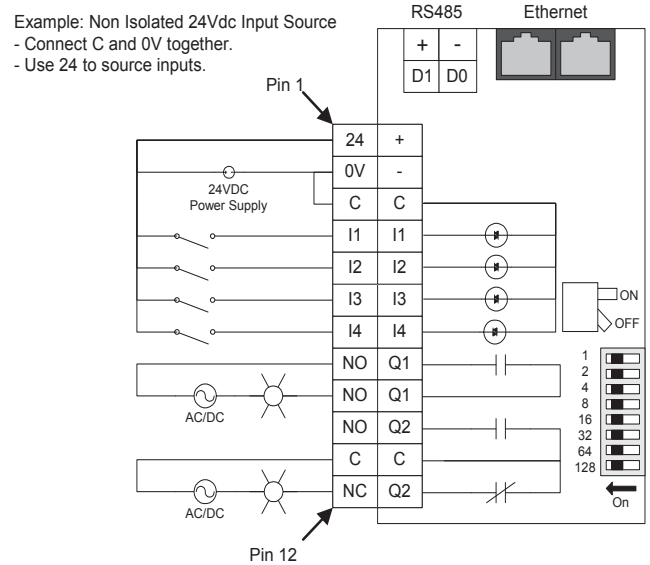 RS485 Ethernet
Example: Non Isolated 24Vdc Input Source
- Connect C and 0V together.
- Use 24 to source inputs.
+ -
D1 D0
Pin 1
24 +
0V -
24VDC
Power Supply
C C
I1 I1
I2 I2
I3 I3
ON
I4 I4
OFF
NO Q1
NO Q1
AC/DC
NO Q2
C C
NC Q2
AC/DC
1
2
4
8
16
32
64
128
On
Pin 12